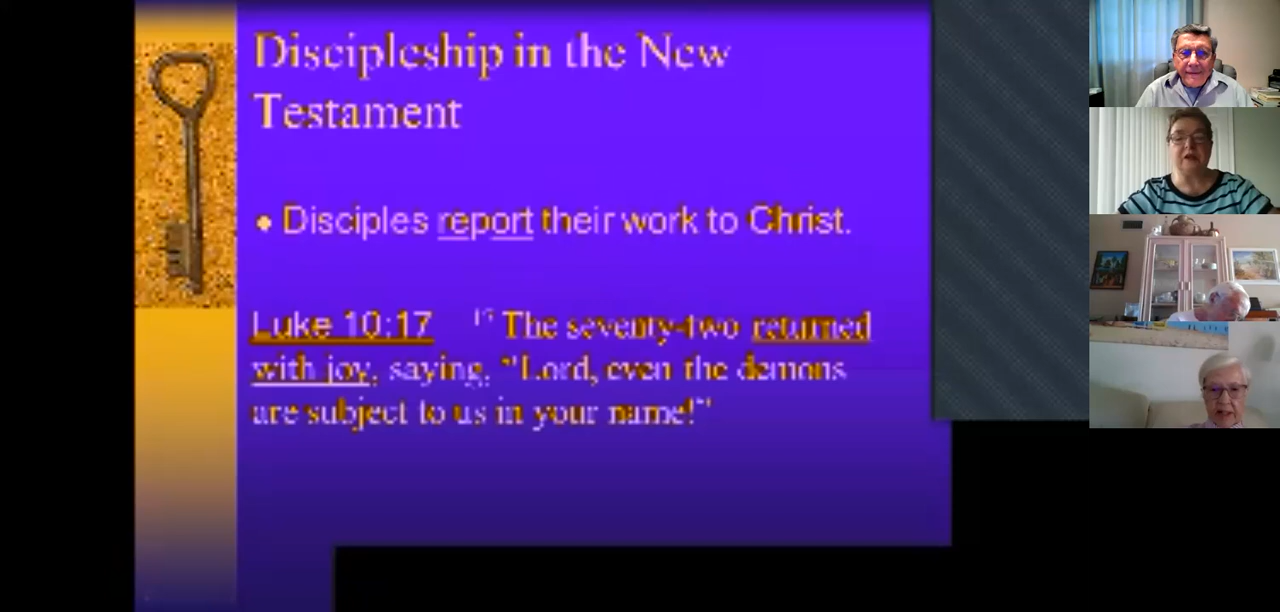 Discipleship in the New
Testament
• Disciples report their work to Christ.
Luke 10:17 17 The seventy-two returned
with joy, saying, "Lord, even the demons
are subject to us in your name!"